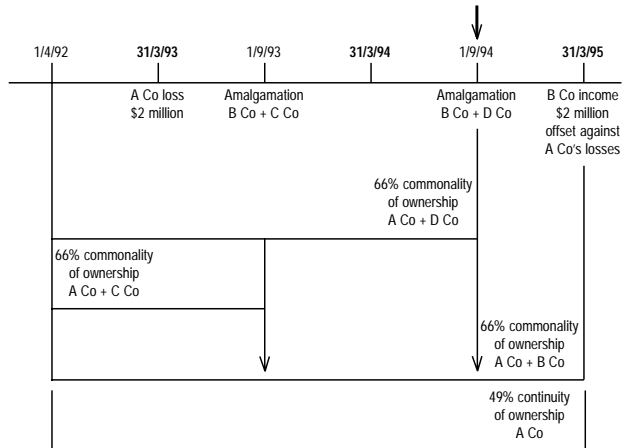 1/4/92 31/3/93 1/9/93 31/3/94 1/9/94 31/3/95
A Co loss
$2 million
Amalgamation
B Co + C Co
Amalgamation
B Co + D Co
B Co income
$2 million
offset against
A Co's losses
66% commonality
of ownership
A Co + D Co
66% commonality
of ownership
A Co + C Co
66% commonality
of ownership
A Co + B Co
49% continuity
of ownership
A Co